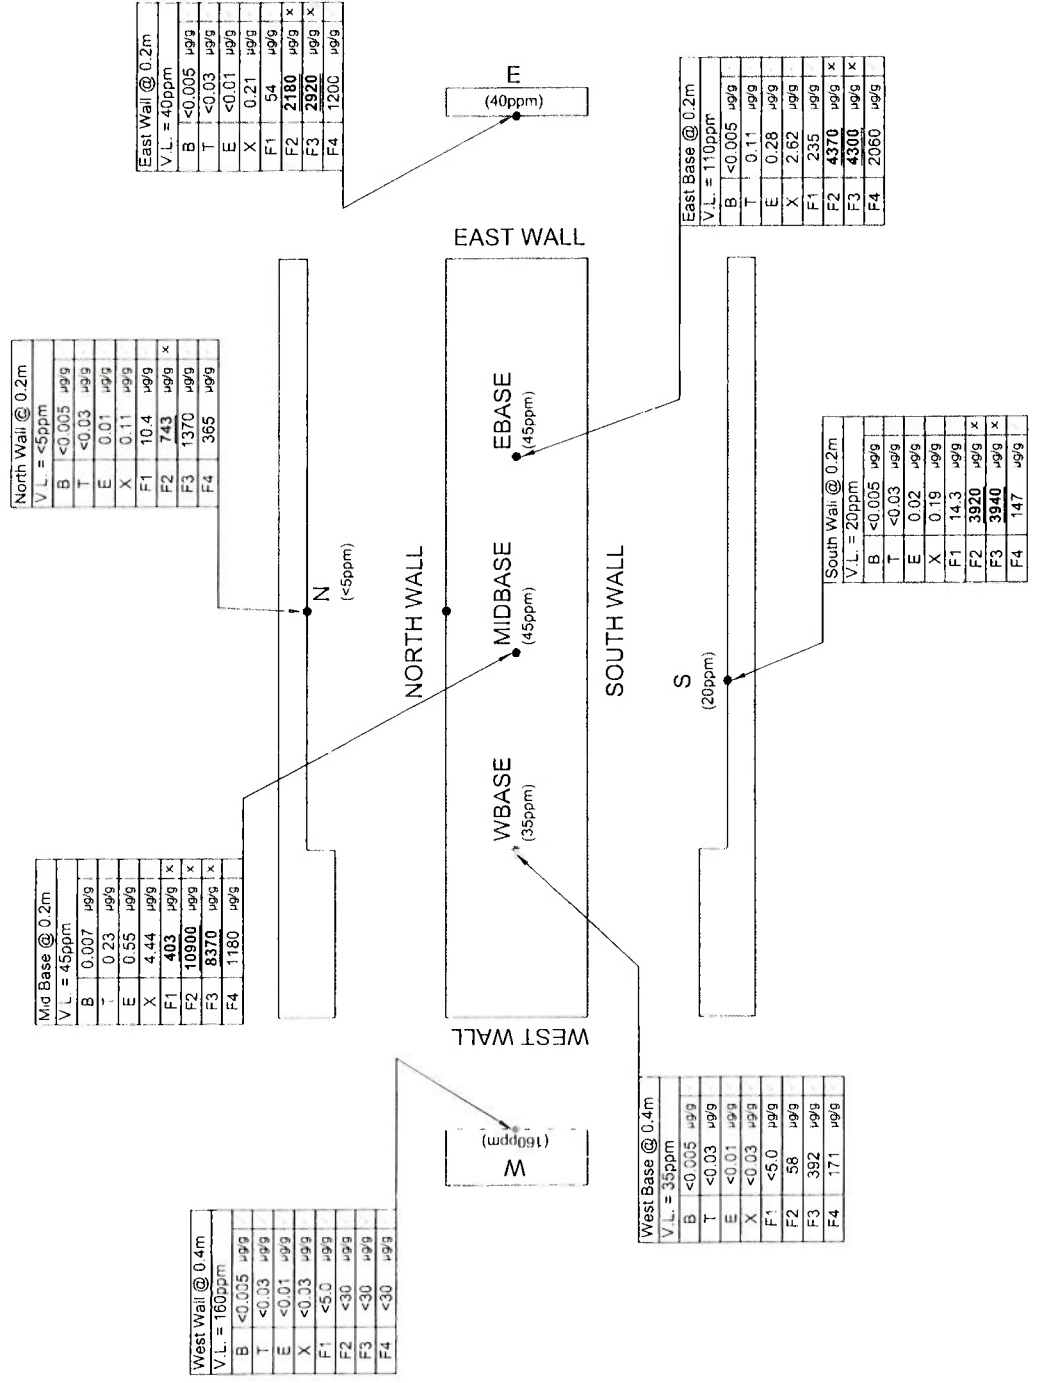 West Wall @ 0.4m
V.L. = 160ppm
B <0.005 µg/g
T <0.03 µg/g
E <0.01 µg/g
X <0.03 µg/g
F1 <5.0 µg/g
F2 <30 µg/g
F3 <30 µg/g
F4 <30 µg/g
Mid Base @ 0.2m
V.L. = 45ppm
B 0.007 µg/g
T 0.23 µg/g
E 0.55 µg/g
X 4.44 µg/g
F1 403 µg/g x
F2 10900 µg/g x
F3 8370 µg/g x
F4 1180 µg/g
North Wall @ 0.2m
V.L. = <5ppm
B <0.005 µg/g
T <0.03 µg/g
E 0.01 µg/g
X 0.11 µg/g
F1 10.4 µg/g
F2 743 µg/g x
F3 1370 µg/g
F4 365 µg/g
East Wall @ 0.2m
V.L. = 40ppm
B <0.005 µg/g
T <0.03 µg/g
E <0.01 µg/g
X 0.21 µg/g
F1 54 µg/g
F2 2180 µg/g x
F3 2920 µg/g x
F4 1200 µg/g
N
(<5ppm)
NORTH WALL
W
(160ppm)
WEST WALL
WBASE
(35ppm)
MIDBASE
(45ppm)
EBASE
(45ppm)
EAST WALL
E
(40ppm)
SOUTH WALL
S
(20ppm)
West Base @ 0.4m
V.L. = 35ppm
B <0.005 µg/g
T <0.03 µg/g
E <0.01 µg/g
X <0.03 µg/g
F1 <5.0 µg/g
F2 58 µg/g
F3 392 µg/g
F4 171 µg/g
South Wall @ 0.2m
V.L. = 20ppm
B <0.005 µg/g
T <0.03 µg/g
E 0.02 µg/g
X 0.19 µg/g
F1 14.3 µg/g
F2 3920 µg/g x
F3 3940 µg/g x
F4 147 µg/g
East Base @ 0.2m
V.L. = 110ppm
B <0.005 µg/g
T 0.11 µg/g
E 0.28 µg/g
X 2.62 µg/g
F1 235 µg/g
F2 4370 µg/g x
F3 4300 µg/g x
F4 2060 µg/g